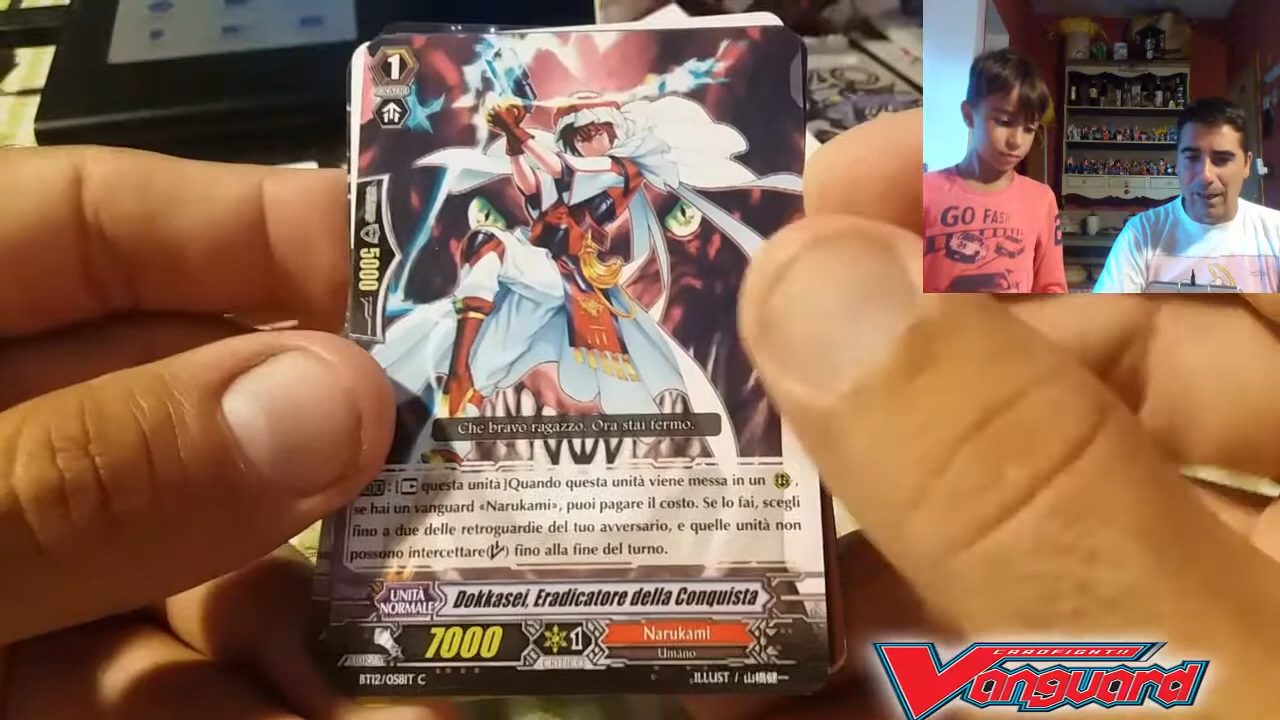 1
5000
GO FAS
Che bravo ragazzo. Ora stai fermo.
questa unità]Quando questa unità viene messa in un
se hai un vanguard «Narukami», puoi pagare il costo. Se lo fai, scegli
fino a due delle retroguardie del tuo avversario, e quelle unità non
possono intercettare( ) fino alla fine del turno.
UNITÀ NORMALE
Dokkasei, Eradicatore della Conquista
7000
1
CRITICO
Narukami
Umano
BT12/058IT C
ILLUST / 山橋健一
CARDFIGHT!!
Vanguard